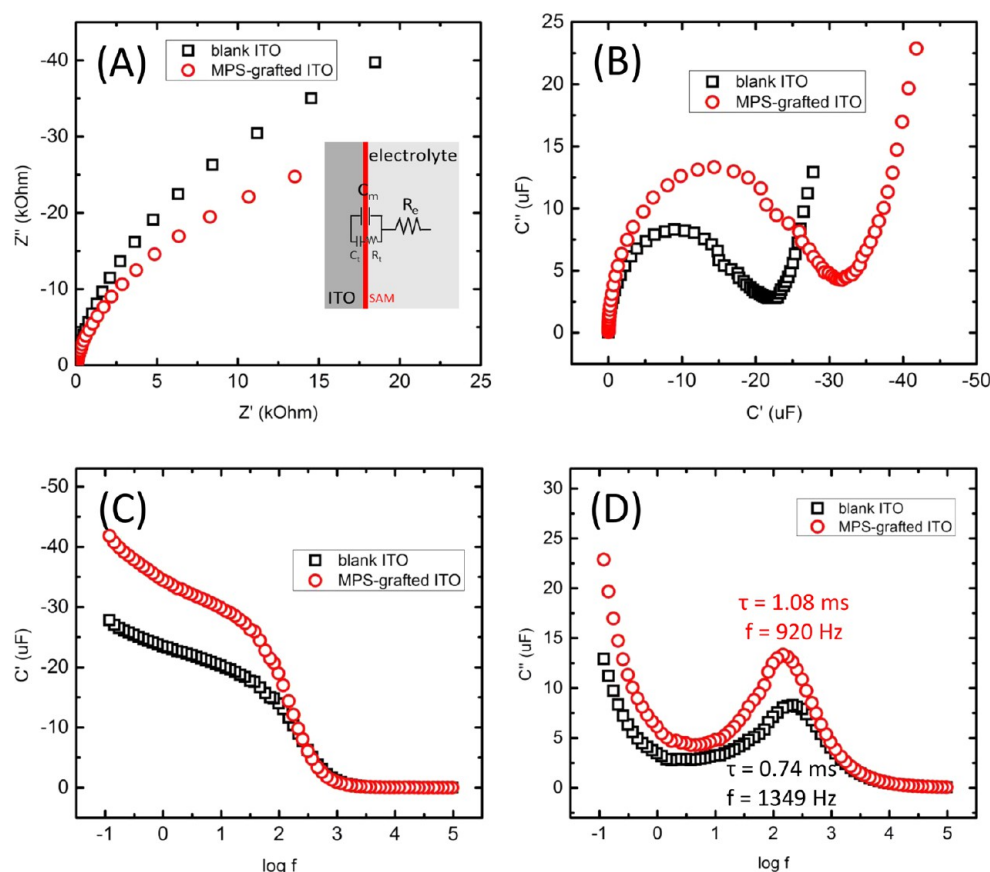 (A)
blank ITO
MPS-grafted ITO
-40
-30
-20
-10
0
Z'' (kOhm)
0 5 10 15 20 25
Z' (kOhm)
electrolyte
Cm
Re
Ct
Rt
ITO
SAM
(B)
blank ITO
MPS-grafted ITO
25
20
15
10
5
0
C'' (uF)
0 -10 -20 -30 -40 -50
C' (uF)
(C)
blank ITO
MPS-grafted ITO
-50
-40
-30
-20
-10
0
C' (uF)
-1 0 1 2 3 4 5
log f
(D)
blank ITO
MPS-grafted ITO
30
25
20
15
10
5
0
C'' (uF)
τ = 1.08 ms
f = 920 Hz
τ = 0.74 ms
f = 1349 Hz
-1 0 1 2 3 4 5
log f